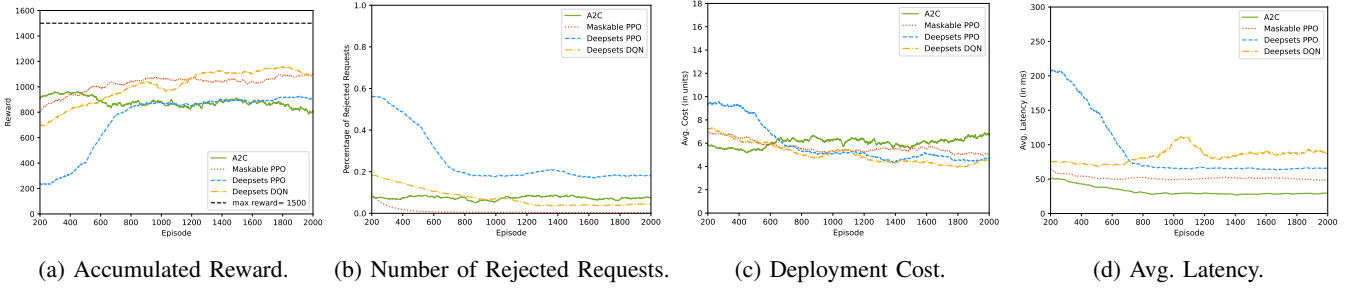 1600
1400
1200
1000
800
600
400
200
0
Reward
200 400 600 800 1000 1200 1400 1600 1800 2000
Episode
A2C
Maskable PPO
Deepsets PPO
Deepsets DQN
max reward= 1500
(a) Accumulated Reward.
1.0
0.8
0.6
0.4
0.2
0.0
Percentage of Rejected Requests
200 400 600 800 1000 1200 1400 1600 1800 2000
Episode
A2C
Maskable PPO
Deepsets PPO
Deepsets DQN
(b) Number of Rejected Requests.
18
16
14
12
10
8
6
4
2
0
Avg. Cost (in units)
200 400 600 800 1000 1200 1400 1600 1800 2000
Episode
A2C
Maskable PPO
Deepsets PPO
Deepsets DQN
(c) Deployment Cost.
300
250
200
150
100
50
0
Avg. Latency (in ms)
200 400 600 800 1000 1200 1400 1600 1800 2000
Episode
A2C
Maskable PPO
Deepsets PPO
Deepsets DQN
(d) Avg. Latency.